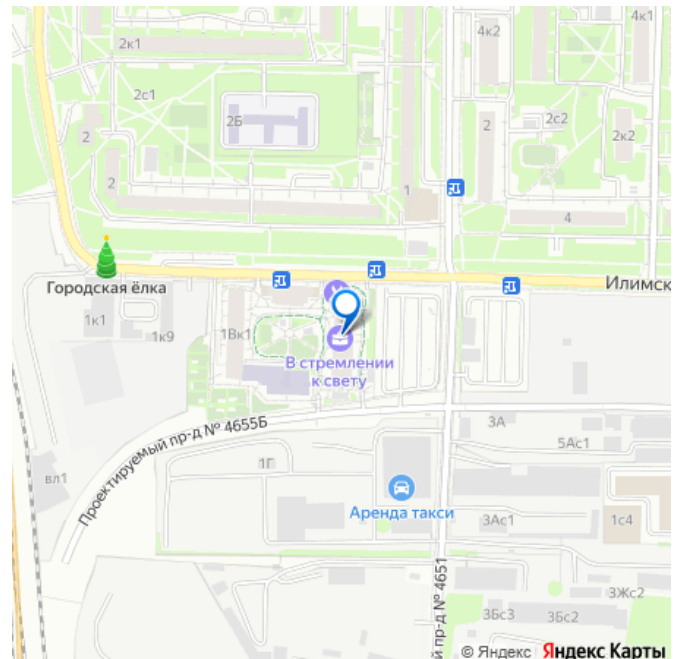 2к1
4к2
4к1
2с1
2Б
2
2с2
2
2к2
2
1
4
Городская ёлка
Илимск
1к1
1к9
1Вк1
В стремлении
к свету
Проектируемый пр-д № 4655Б
3А
5Ас1
1Г
вл1
Аренда такси
3Ас1
1с4
й пр-д № 4651
3Жс2
3Бс3
3Бс2
© Яндекс Яндекс Карты